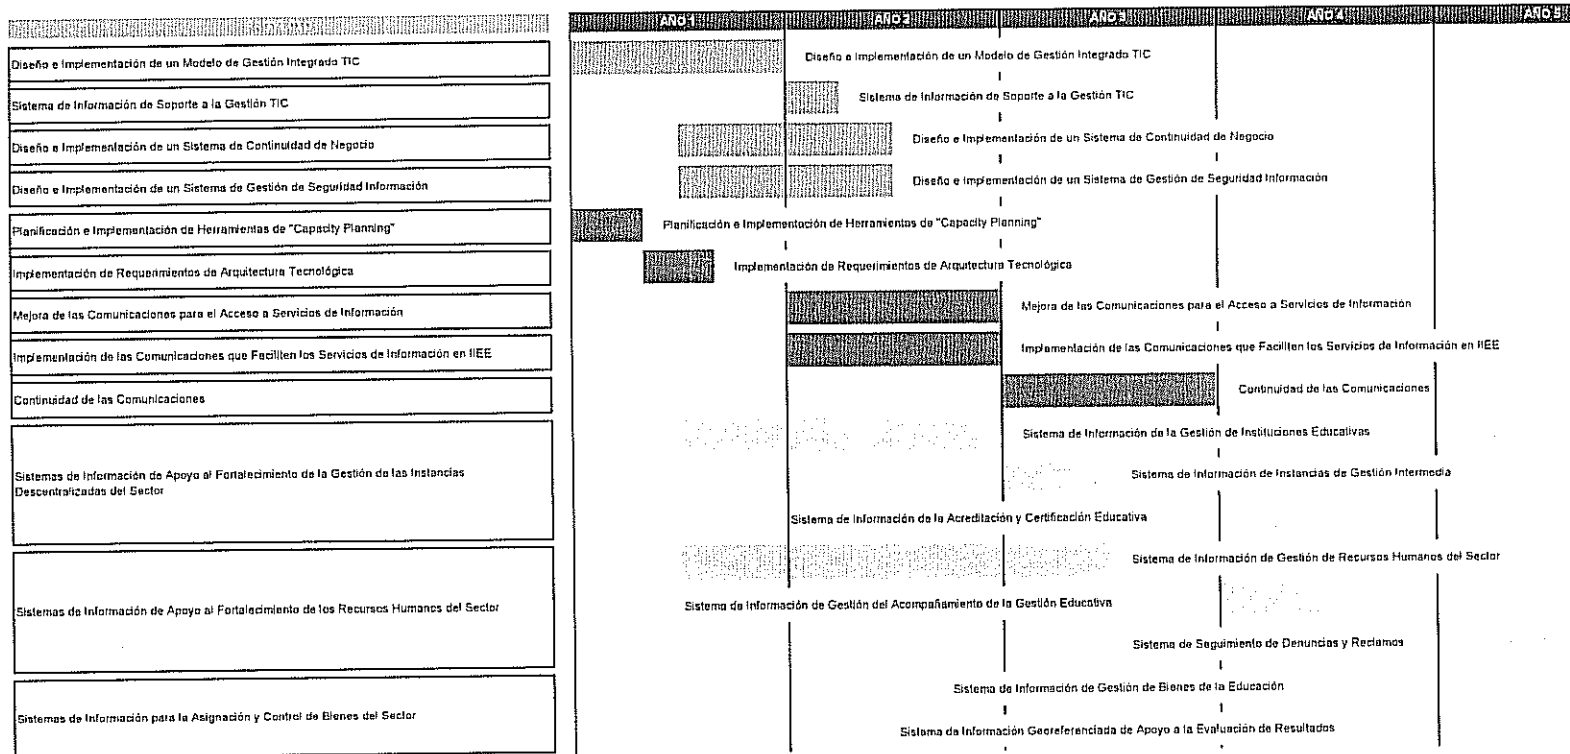 AÑO 1 AÑO 2 AÑO 3 AÑO 4 AÑO 5
Diseño e Implementación de un Modelo de Gestión Integrado TIC
Diseño e Implementación de un Modelo de Gestión Integrado TIC
Sistema de Información de Soporte a la Gestión TIC
Sistema de Información de Soporte a la Gestión TIC
Diseño e Implementación de un Sistema de Continuidad de Negocio
Diseño e Implementación de un Sistema de Continuidad de Negocio
Diseño e Implementación de un Sistema de Gestión de Seguridad Información
Diseño e Implementación de un Sistema de Gestión de Seguridad Información
Planificación e Implementación de Herramientas de "Capacity Planning"
Planificación e Implementación de Herramientas de "Capacity Planning"
Implementación de Requerimientos de Arquitectura Tecnológica
Implementación de Requerimientos de Arquitectura Tecnológica
Mejora de las Comunicaciones para el Acceso a Servicios de Información
Mejora de las Comunicaciones para el Acceso a Servicios de Información
Implementación de las Comunicaciones que Faciliten los Servicios de Información en IIEE
Implementación de las Comunicaciones que Faciliten los Servicios de Información en IIEE
Continuidad de las Comunicaciones
Continuidad de las Comunicaciones
Sistemas de Información de Apoyo al Fortalecimiento de la Gestión de las Instancias
Descentralizadas del Sector
Sistema de Información de la Gestión de Instituciones Educativas
Sistema de Información de Instancias de Gestión Intermedia
Sistema de Información de la Acreditación y Certificación Educativa
Sistemas de Información de Apoyo al Fortalecimiento de los Recursos Humanos del Sector
Sistema de Información de Gestión de Recursos Humanos del Sector
Sistema de Información de Gestión del Acompañamiento de la Gestión Educativa
Sistema de Seguimiento de Denuncias y Reclamos
Sistemas de Información para la Asignación y Control de Bienes del Sector
Sistema de Información de Gestión de Bienes de la Educación
Sistema de Información Georeferenciada de Apoyo a la Evaluación de Resultados